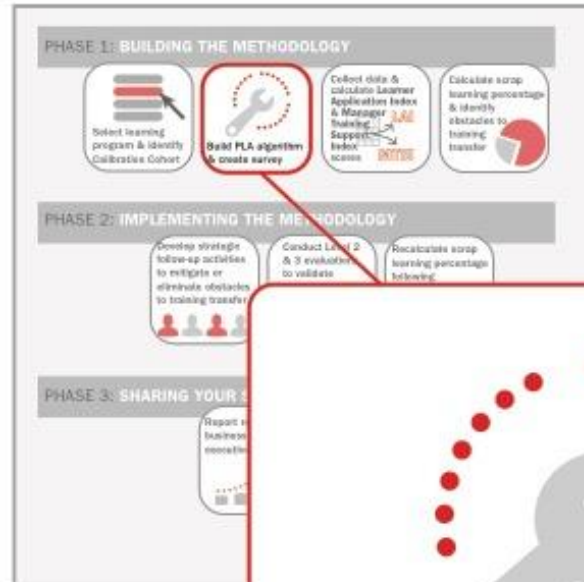 PHASE 1: BUILDING THE METHODOLOGY
Select learning
program & identify
Calibration Cohort
Build PLA algorithm
& create survey
Collect data &
calculate Learner
Application Index
& Manager
Training
Support
Index
scores
LAI
MTSI
Calculate scrap
learning percentage
& identify
obstacles to
training
transfer
PHASE 2: IMPLEMENTING THE METHODOLOGY
Develop strategic
follow-up activities
to mitigate or
eliminate obstacles
to training transfer
Conduct Level 2
& 3 evaluation
to validate
Recalculate scrap
learning percentage
following
PHASE 3: SHARING YOUR S
Report
business
executive